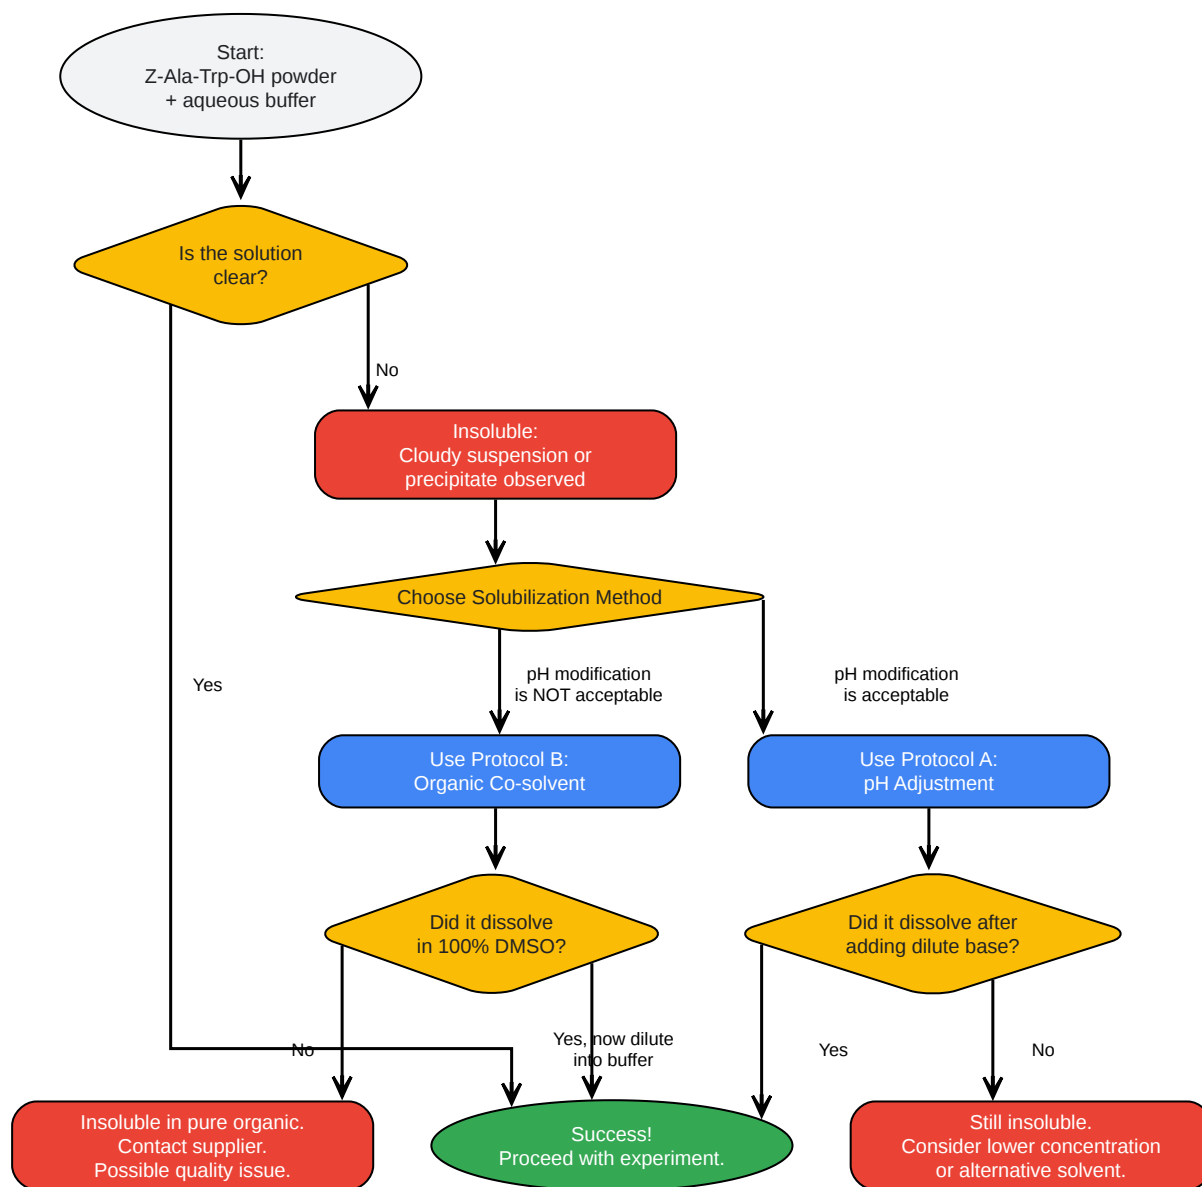 Start:
Z-Ala-Trp-OH powder
+ aqueous buffer
Is the solution
clear?
No
Insoluble:
Cloudy suspension or
precipitate observed
Choose Solubilization Method
Yes
pH modification
is NOT acceptable
pH modification
is acceptable
Use Protocol B:
Organic Co-solvent
Use Protocol A:
pH Adjustment
Did it dissolve
in 100% DMSO?
Did it dissolve after
adding dilute base?
No
Yes, now dilute
into buffer
Yes
No
Insoluble in pure organic.
Contact supplier.
Possible quality issue.
Success!
Proceed with experiment.
Still insoluble.
Consider lower concentration
or alternative solvent.